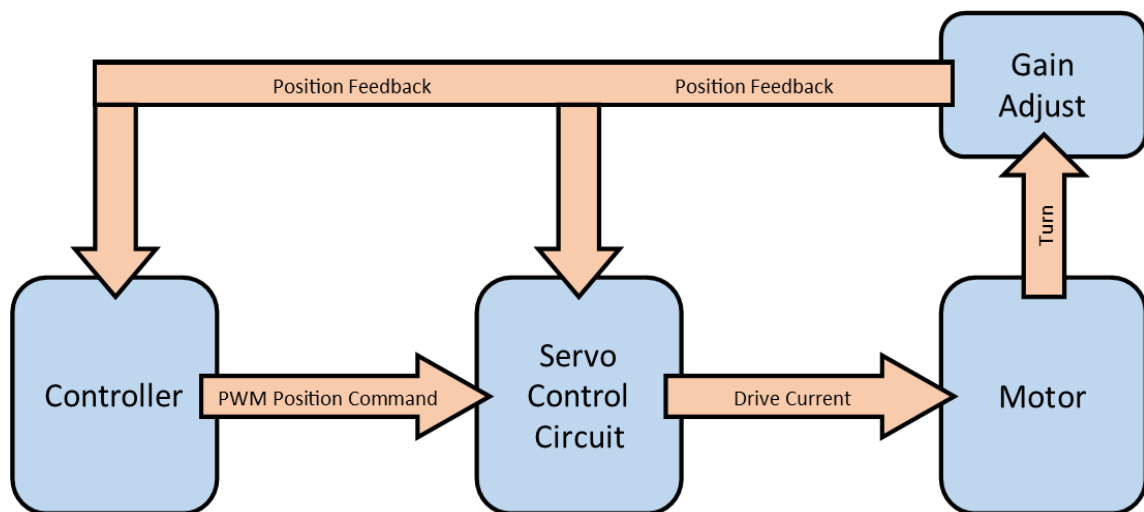 Position Feedback
Position Feedback
Gain
Adjust
Turn
Controller
PWM Position Command
Servo
Control
Circuit
Drive Current
Motor